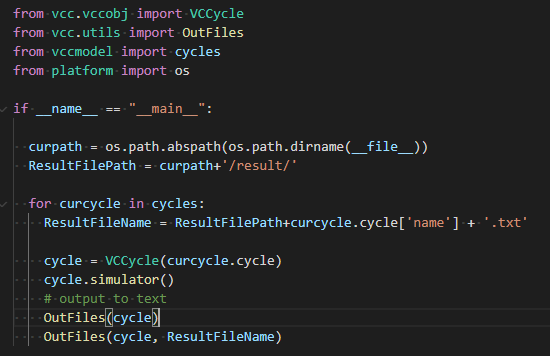 from vcc.vccobj import VCCycle
from vcc.utils import OutFiles
from vccmodel import cycles
from platform import os
if __name__ == "__main__":
curpath = os.path.abspath(os.path.dirname(__file__))
ResultFilePath = curpath+'/result/'
for curcycle in cycles:
ResultFileName = ResultFilePath+curcycle.cycle['name'] + '.txt'
cycle = VCCycle(curcycle.cycle)
cycle.simulator()
# output to text
OutFiles(cycle)
OutFiles(cycle, ResultFileName)